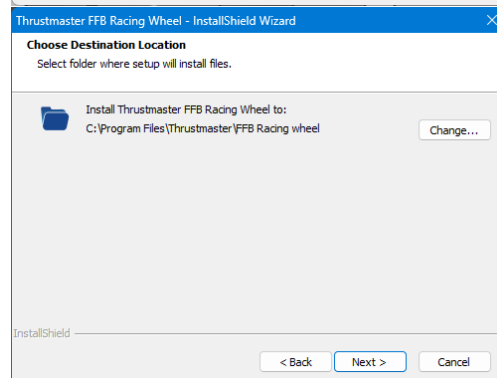 Thrustmaster FFB Racing Wheel - InstallShield Wizard
Choose Destination Location
Select folder where setup will install files.
Install Thrustmaster FFB Racing Wheel to:
C:\Program Files\Thrustmaster\FFB Racing wheel
Change...
InstallShield
< Back
Next >
Cancel